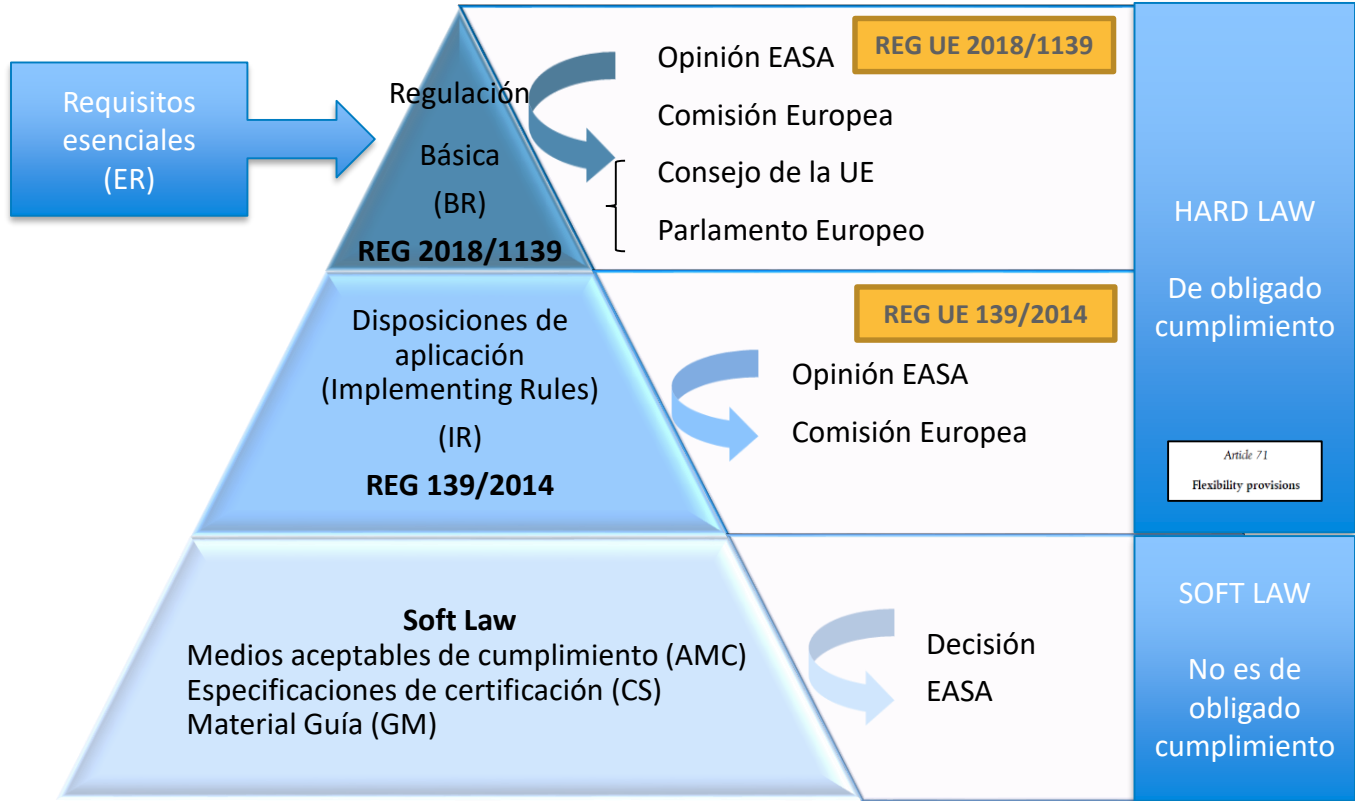 Requisitos
esenciales
(ER)
Regulación
Básica
(BR)
REG 2018/1139
Opinión EASA
REG UE 2018/1139
Comisión Europea
Consejo de la UE
Parlamento Europeo
Disposiciones de
aplicación
(Implementing Rules)
(IR)
REG 139/2014
REG UE 139/2014
Opinión EASA
Comisión Europea
HARD LAW
De obligado
cumplimiento
Article 71
Flexibility provisions
Soft Law
Medios aceptables de cumplimiento (AMC)
Especificaciones de certificación (CS)
Material Guía (GM)
Decisión
EASA
SOFT LAW
No es de
obligado
cumplimiento